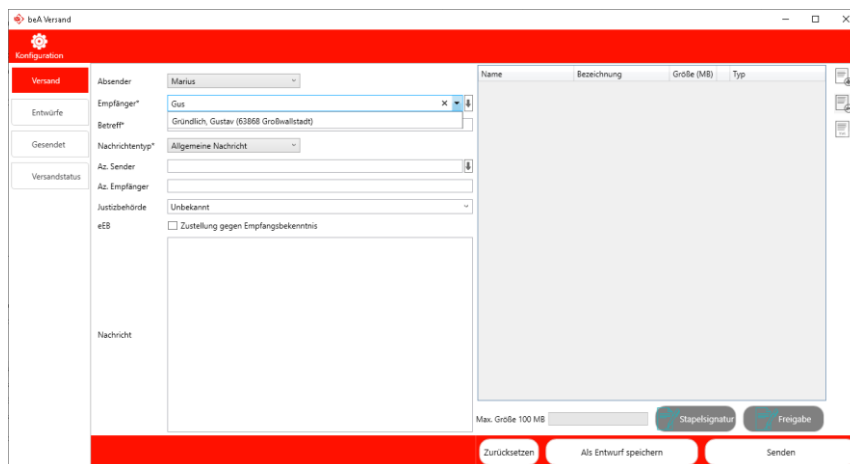 beA Versand
Konfiguration
Versand
Entwürfe
Gesendet
Versandstatus
Absender Marius
Empfänger* Gus
Gründlich, Gustav (63868 Großwallstadt)
Betreff*
Nachrichtentyp* Allgemeine Nachricht
Az. Sender
Az. Empfänger
Justizbehörde Unbekannt
eEB Zustellung gegen Empfangsbekenntnis
Nachricht
Name Bezeichnung Größe (MB) Typ
Max. Größe 100 MB Stapelsignatur Freigabe
Zurücksetzen Als Entwurf speichern Senden